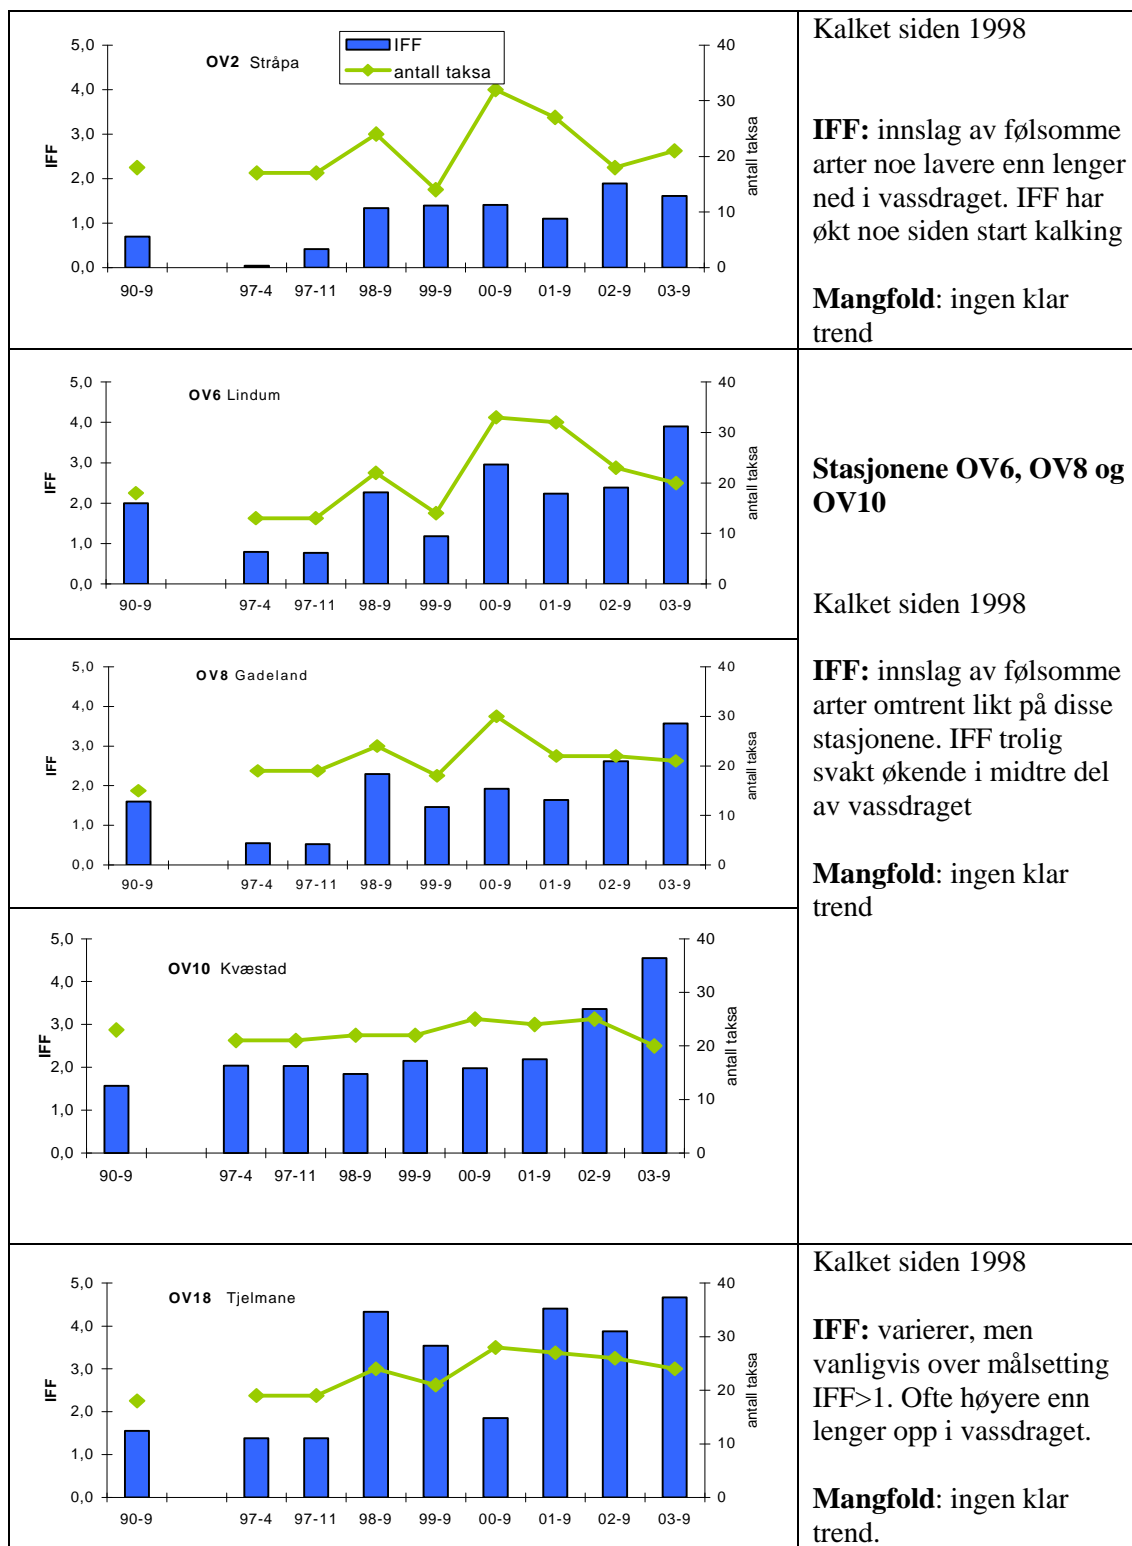 OV2 Stråpa
IFF
antall taksa
5,0
4,0
3,0
2,0
1,0
0,0
IFF
40
30
20
10
0
antall taksa
90-9 97-4 97-11 98-9 99-9 00-9 01-9 02-9 03-9
Kalket siden 1998
IFF: innslag av følsomme
arter noe lavere enn lenger
ned i vassdraget. IFF har
økt noe siden start kalking
Mangfold: ingen klar
trend
OV6 Lindum
5,0
4,0
3,0
2,0
1,0
0,0
IFF
40
30
20
10
0
antall taksa
90-9 97-4 97-11 98-9 99-9 00-9 01-9 02-9 03-9
OV8 Gadeland
5,0
4,0
3,0
2,0
1,0
0,0
IFF
40
30
20
10
0
antall taksa
90-9 97-4 97-11 98-9 99-9 00-9 01-9 02-9 03-9
OV10 Kvæstad
5,0
4,0
3,0
2,0
1,0
0,0
IFF
40
30
20
10
0
antall taksa
90-9 97-4 97-11 98-9 99-9 00-9 01-9 02-9 03-9
Stasjonene OV6, OV8 og
OV10
Kalket siden 1998
IFF: innslag av følsomme
arter omtrent likt på disse
stasjonene. IFF trolig
svakt økende i midtre del
av vassdraget
Mangfold: ingen klar
trend
OV18 Tjelmane
5,0
4,0
3,0
2,0
1,0
0,0
IFF
40
30
20
10
0
antall taksa
90-9 97-4 97-11 98-9 99-9 00-9 01-9 02-9 03-9
Kalket siden 1998
IFF: varierer, men
vanligvis over målsetting
IFF>1. Ofte høyere enn
lenger opp i vassdraget.
Mangfold: ingen klar
trend.